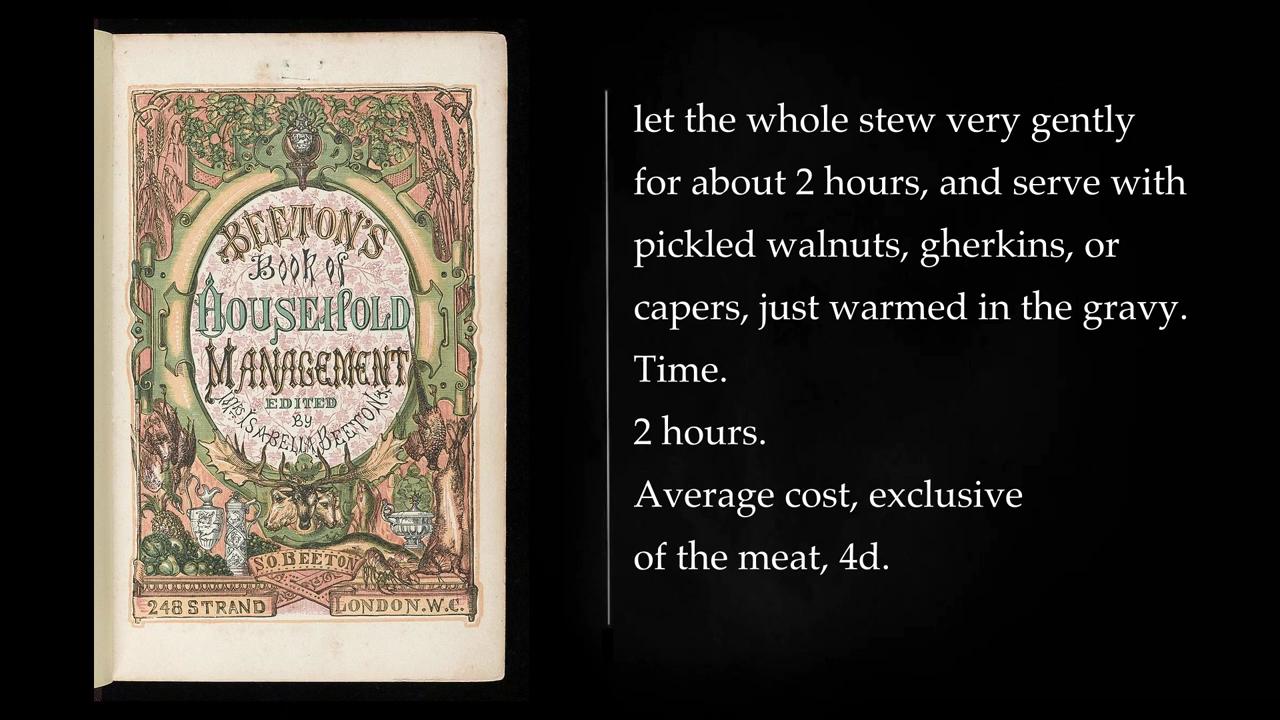 BEETON'S
Book of
HOUSEHOLD
MANAGEMENT
EDITED
BY
MRS ISABELLA BEETON.
S.O. BEETON
248 STRAND
LONDON. W.C.
let the whole stew very gently
for about 2 hours, and serve with
pickled walnuts, gherkins, or
capers, just warmed in the gravy.
Time.
2 hours.
Average cost, exclusive
of the meat, 4d.